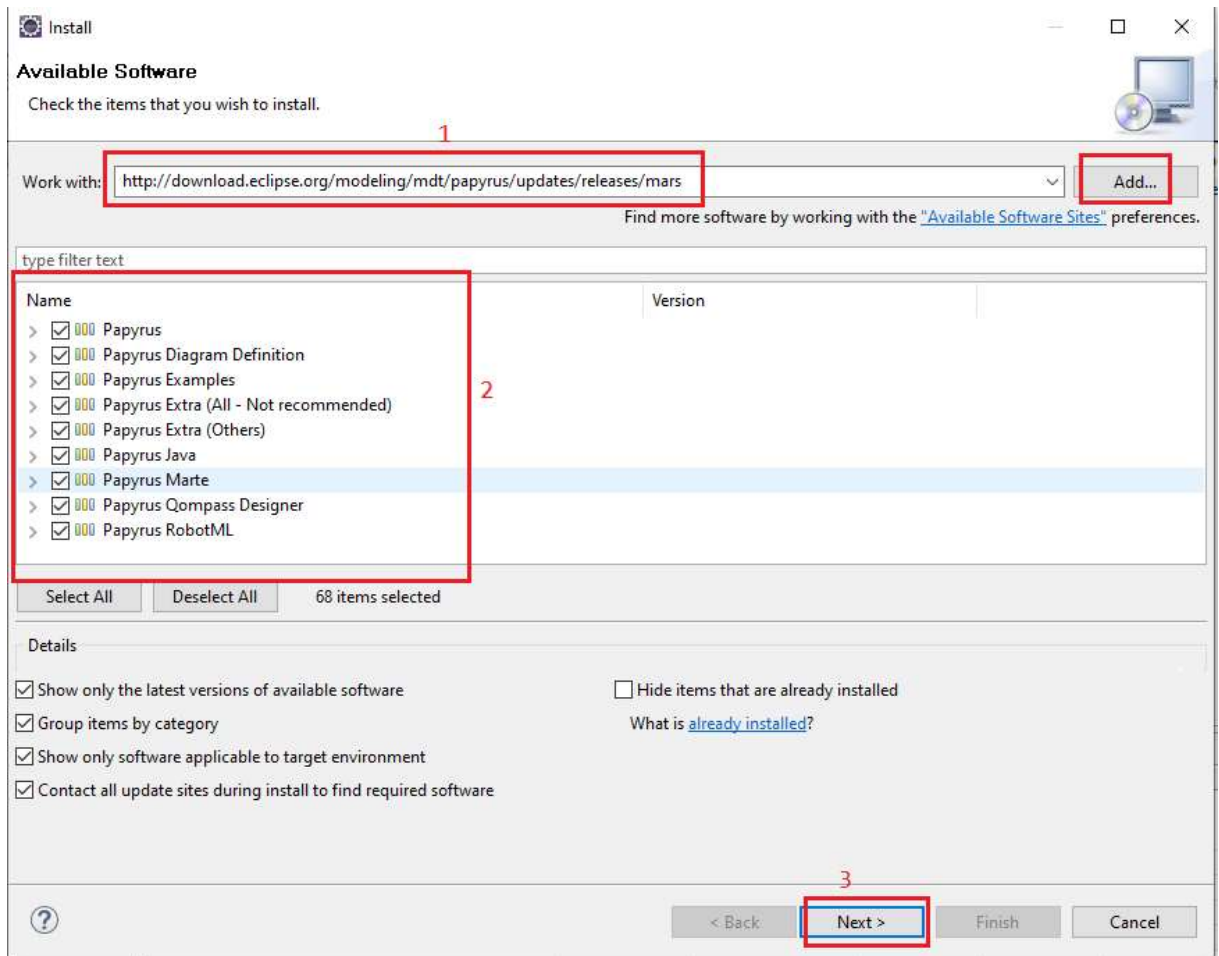 Install
Available Software
Check the items that you wish to install.
1
Work with: http://download.eclipse.org/modeling/mdt/papyrus/updates/releases/mars Add...
Find more software by working with the "Available Software Sites" preferences.
type filter text
Name Version
Papyrus
Papyrus Diagram Definition
Papyrus Examples
2
Papyrus Extra (All - Not recommended)
Papyrus Extra (Others)
Papyrus Java
Papyrus Marte
Papyrus Qompass Designer
Papyrus RobotML
Select All Deselect All 68 items selected
Details
Show only the latest versions of available software Hide items that are already installed
Group items by category What is already installed?
Show only software applicable to target environment
Contact all update sites during install to find required software
3
? < Back Next > Finish Cancel